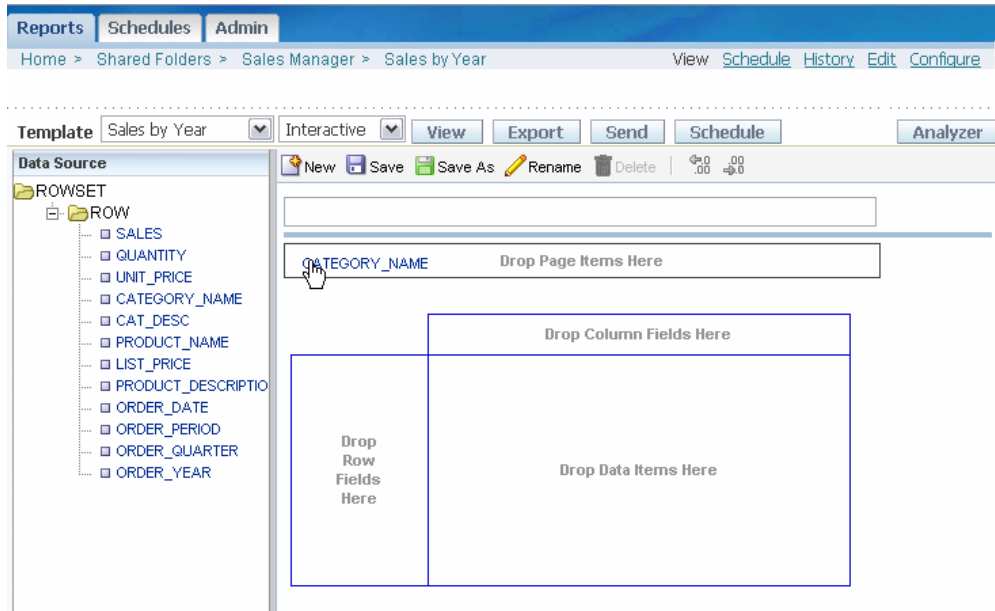 Reports Schedules Admin
Home > Shared Folders > Sales Manager > Sales by Year View Schedule History Edit Configure
Template Sales by Year Interactive View Export Send Schedule Analyzer
Data Source
New Save Save As Rename Delete
ROWSET
ROW
SALES
QUANTITY
UNIT_PRICE
CATEGORY_NAME
CAT_DESC
PRODUCT_NAME
LIST_PRICE
PRODUCT_DESCRIPTIO
ORDER_DATE
ORDER_PERIOD
ORDER_QUARTER
ORDER_YEAR
CATEGORY_NAME Drop Page Items Here
Drop Column Fields Here
Drop
Row
Fields
Here
Drop Data Items Here